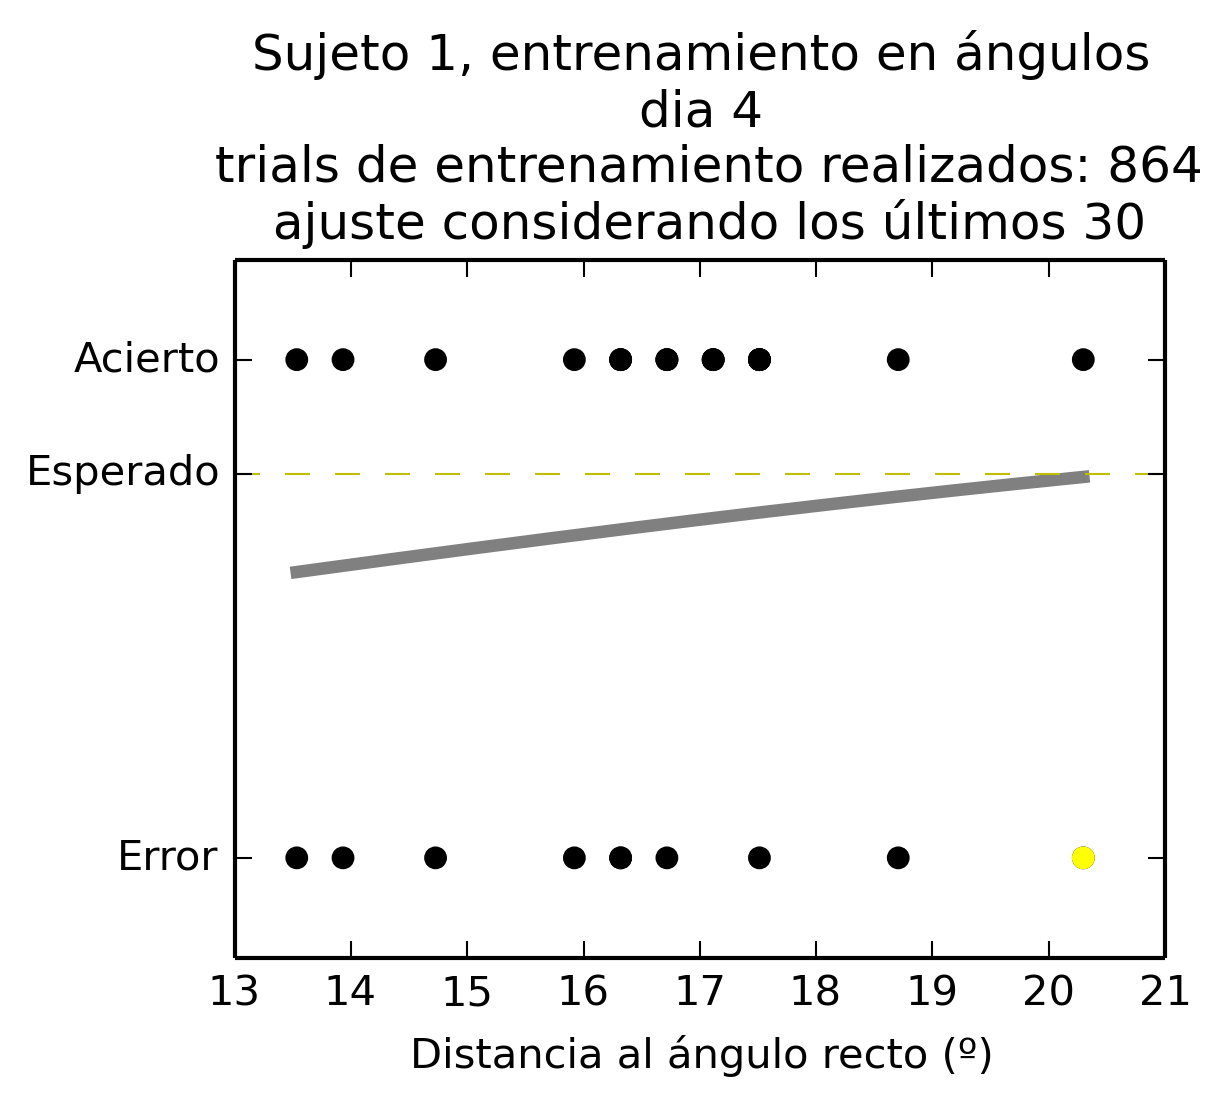 Sujeto 1, entrenamiento en ángulos
dia 4
trials de entrenamiento realizados: 864
ajuste considerando los últimos 30
Acierto
Esperado
Error
13 14 15 16 17 18 19 20 21
Distancia al ángulo recto (º)